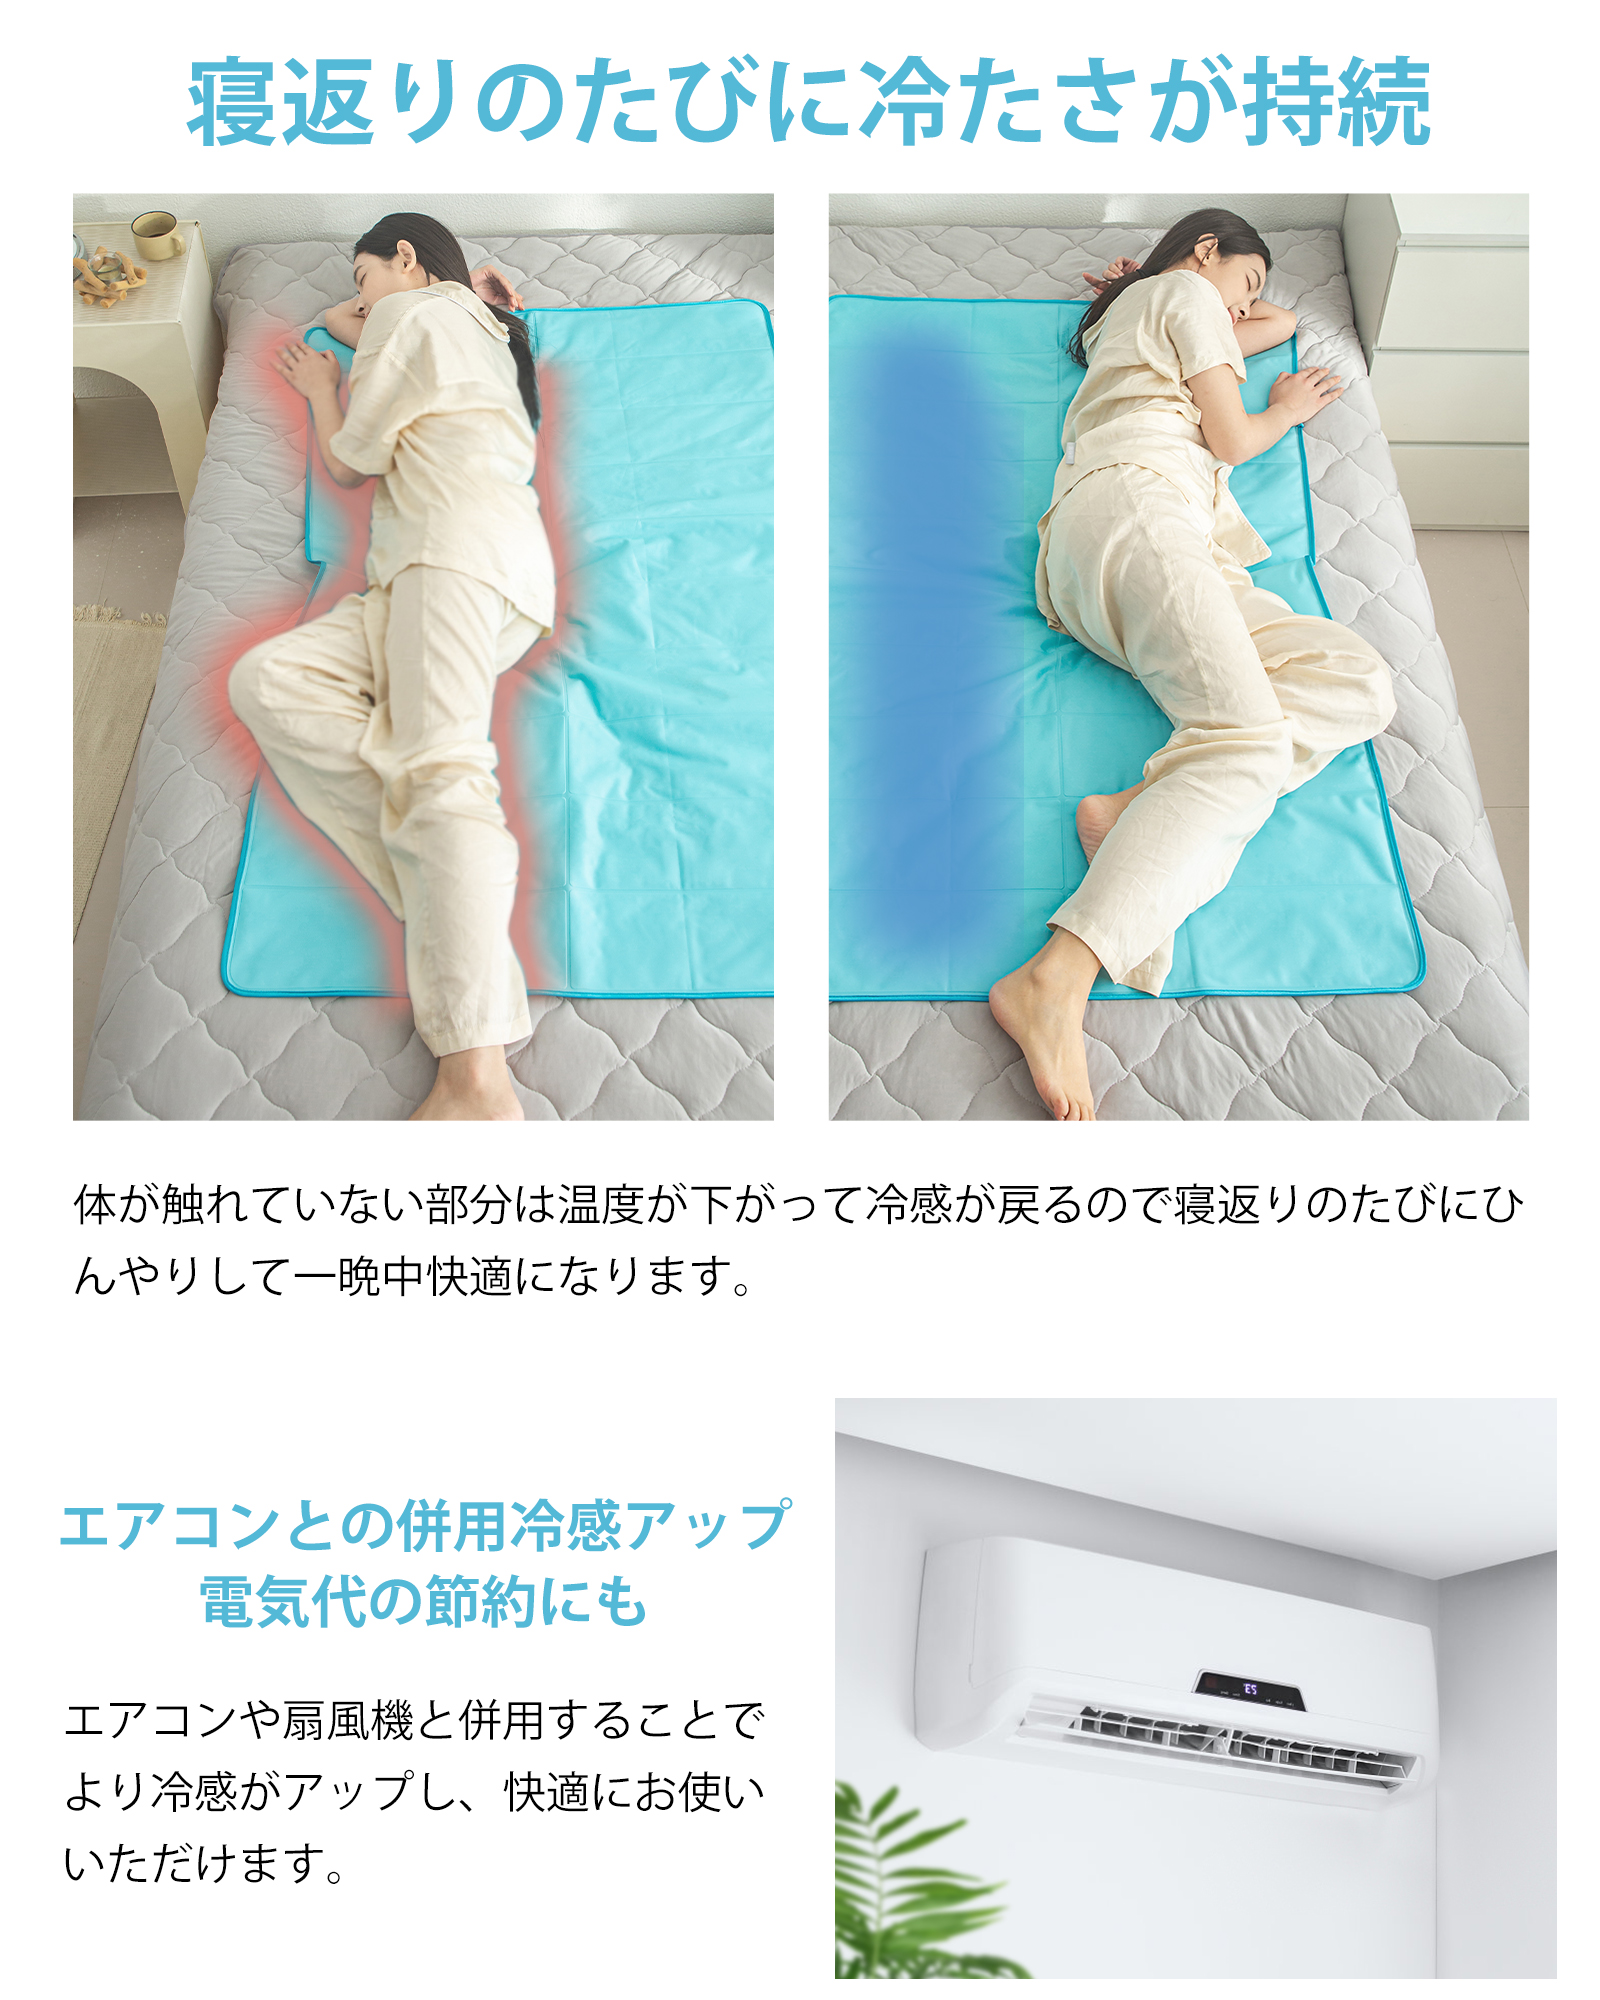 寝返りのたびに冷たさが持続
体が触れていない部分は温度が下がって冷感が戻るので寝返りのたびにひ
んやりして一晩中快適になります。
エアコンとの併用冷感アップ
電気代の節約にも
エアコンや扇風機と併用することで
より冷感がアップし、快適にお使い
いただけます。